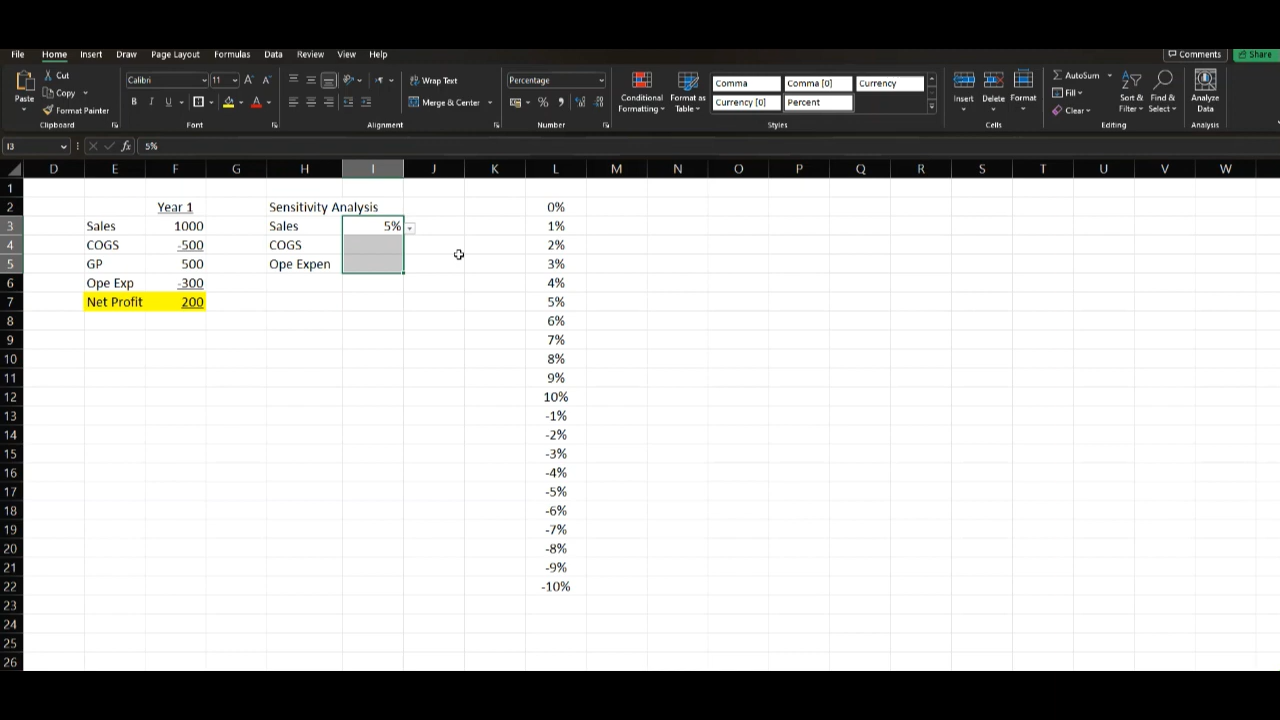 File Home Insert Draw Page Layout Formulas Data Review View Help Comments Share
Paste Cut Copy Format Painter Clipboard
Calibri 11 A A B I U A Font
Wrap Text Merge & Center Alignment
Percentage % , Number
Conditional Formatting Format as Table Comma Comma [0] Currency Currency [0] Percent Styles
Insert Delete Format Cells
AutoSum Fill Clear Sort & Filter Find & Select Editing
Analyze Data Analysis
I3 fx 5%
D E F G H I J K L M N O P Q R S T U V W
1
2 Year 1 Sensitivity Analysis 0%
3 Sales 1000 Sales 5% 1%
4 COGS -500 COGS 2%
5 GP 500 Ope Expen 3%
6 Ope Exp -300 4%
7 Net Profit 200 5%
8 6%
9 7%
10 8%
11 9%
12 10%
13 -1%
14 -2%
15 -3%
16 -4%
17 -5%
18 -6%
19 -7%
20 -8%
21 -9%
22 -10%
23
24
25
26